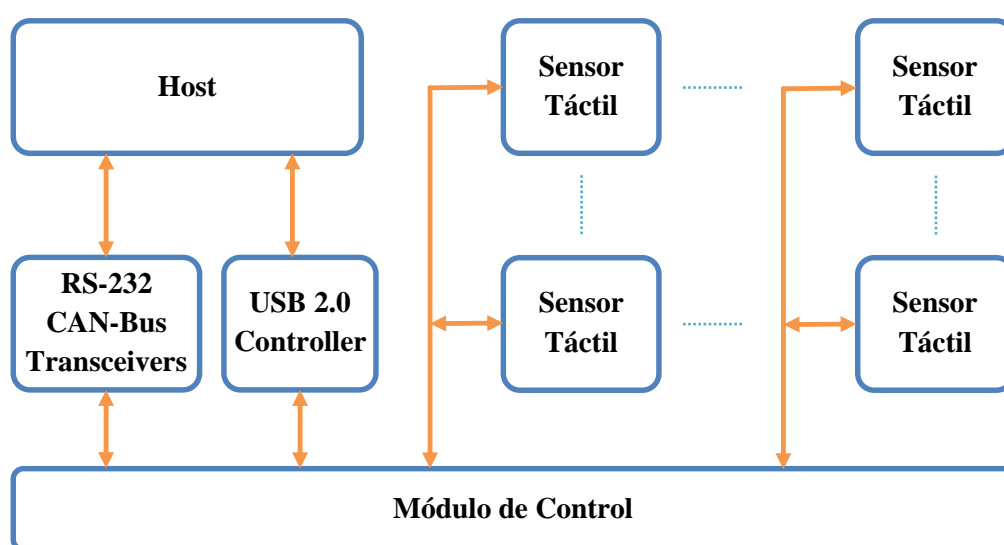 Host
Sensor
Táctil
Sensor
Táctil
RS-232
CAN-Bus
Transceivers
USB 2.0
Controller
Sensor
Táctil
Sensor
Táctil
Módulo de Control